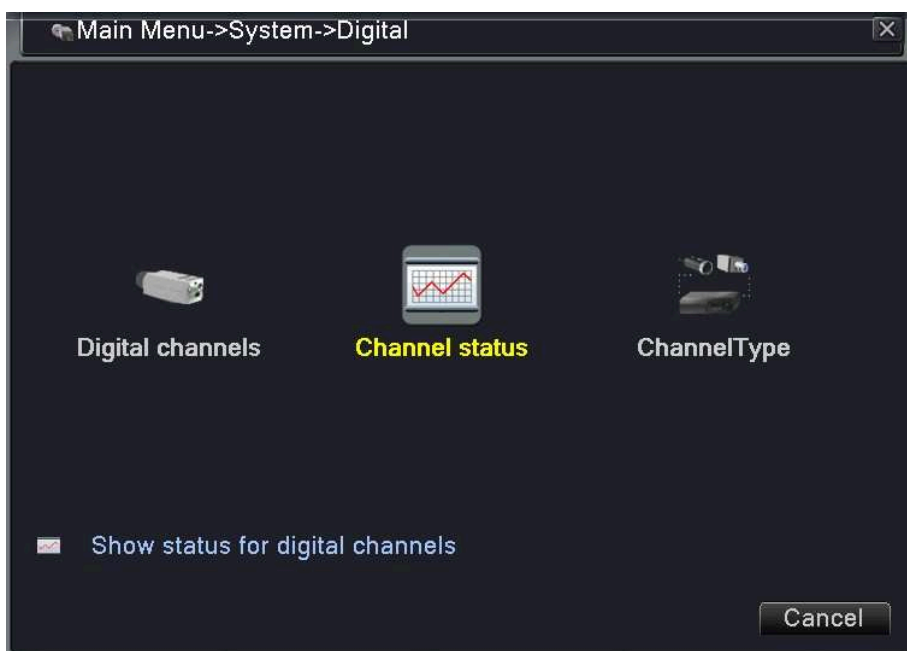 Main Menu->System->Digital
Digital channels
Channel status
ChannelType
Show status for digital channels
Cancel